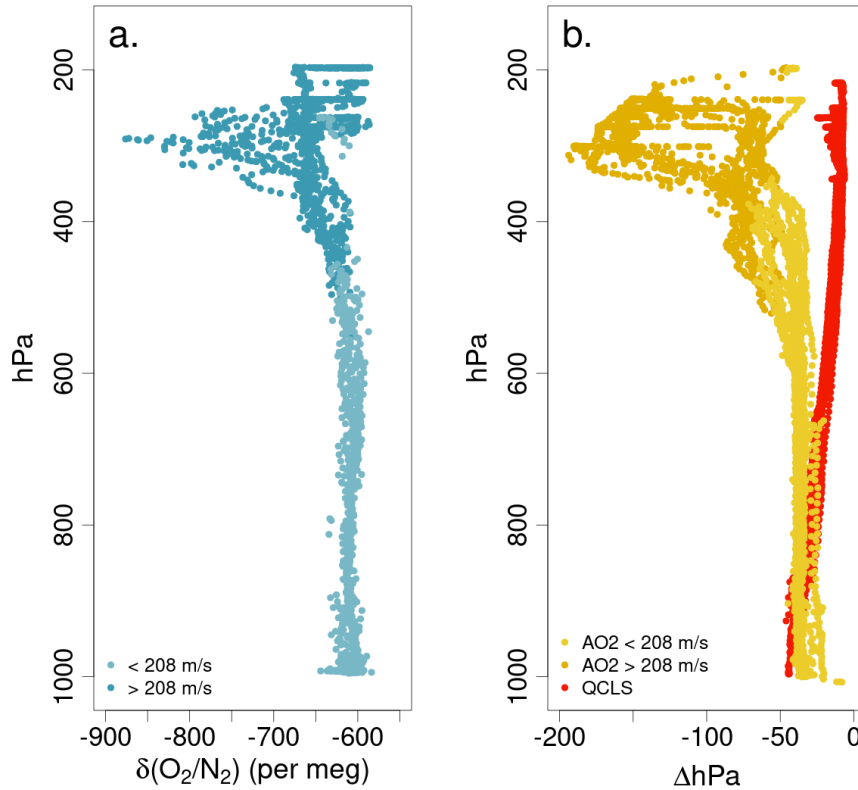 a.
200
400
600
800
1000
hPa
< 208 m/s
> 208 m/s
-900
-800
-700
-600
δ(O₂/N₂) (per meg)
b.
200
400
600
800
1000
hPa
AO2 < 208 m/s
AO2 > 208 m/s
QCLS
-200
-100
-50
0
ΔhPa